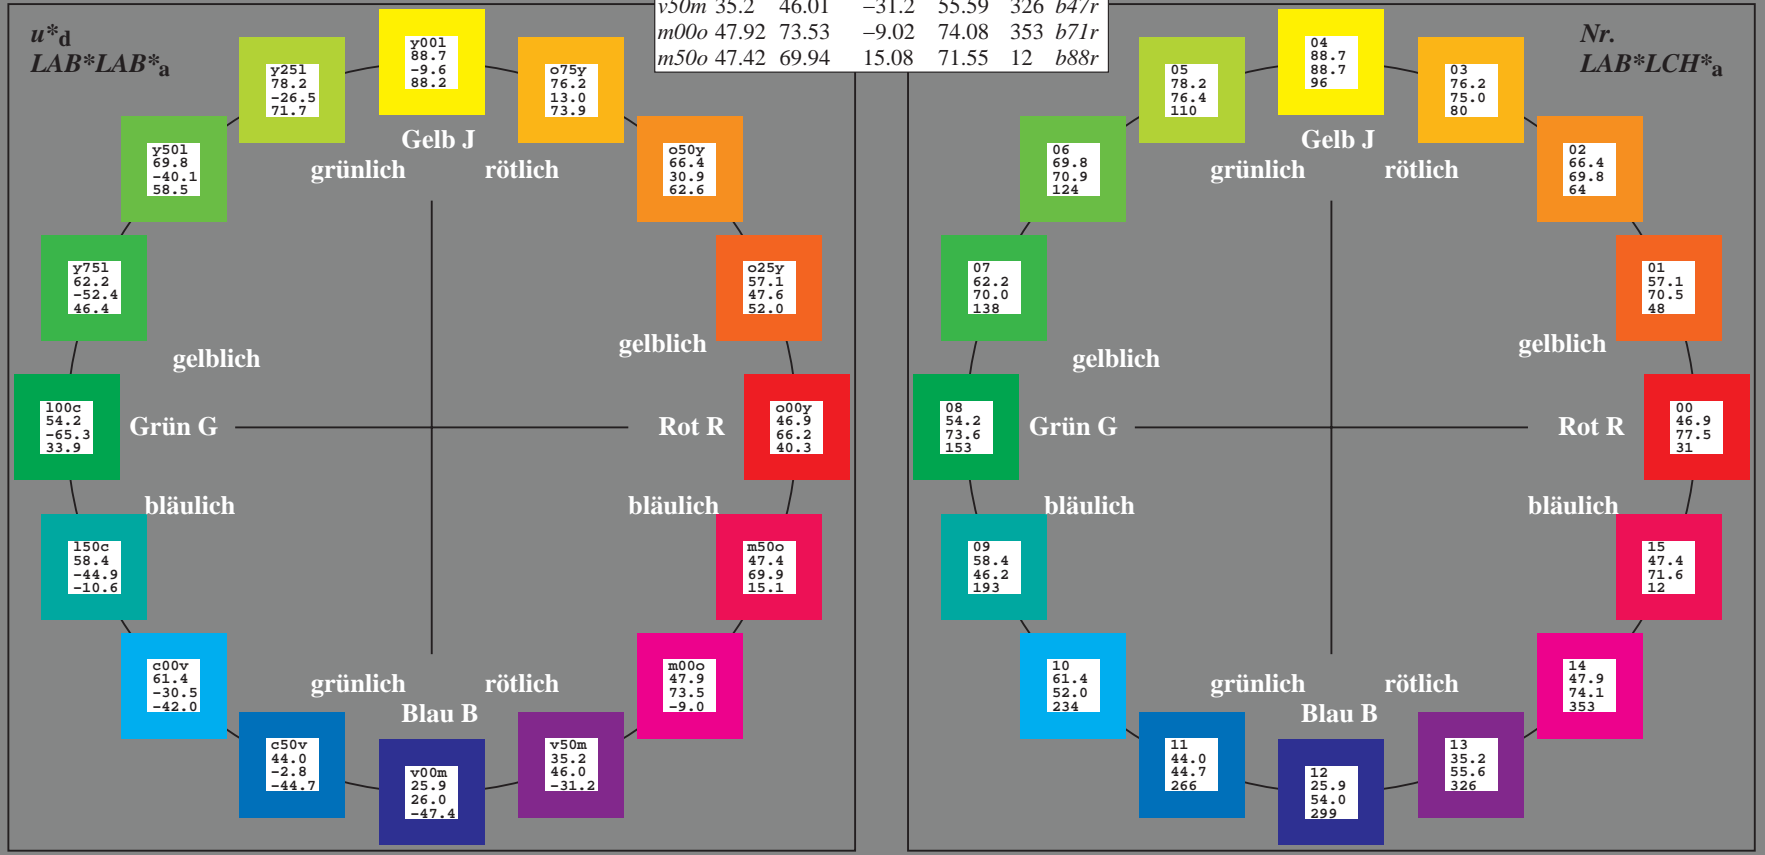 v50m 35.2 46.01 −31.2 55.59 326 b47r
m00o 47.92 73.53 −9.02 74.08 353 b71r
m50o 47.42 69.94 15.08 71.55 12 b88r
u*d
LAB*LAB*a
y00l
88.7
-9.6
88.2
y25l
78.2
-26.5
71.7
o75y
76.2
13.0
73.9
Gelb J
grünlich rötlich
y50l
69.8
-40.1
58.5
o50y
66.4
30.9
62.6
y75l
62.2
-52.4
46.4
o25y
57.1
47.6
52.0
gelblich
gelblich
l00c
54.2
-65.3
33.9
Grün G
Rot R
o00y
46.9
66.2
40.3
bläulich
bläulich
l50c
58.4
-44.9
-10.6
m50o
47.4
69.9
15.1
c00v
61.4
-30.5
-42.0
m00o
47.9
73.5
-9.0
grünlich rötlich
Blau B
c50v
44.0
-2.8
-44.7
v00m
25.9
26.0
-47.4
v50m
35.2
46.0
-31.2
Nr.
LAB*LCH*a
04
88.7
88.7
96
05
78.2
76.4
110
03
76.2
75.0
80
Gelb J
grünlich rötlich
06
69.8
70.9
124
02
66.4
69.8
64
07
62.2
70.0
138
01
57.1
70.5
48
gelblich
gelblich
08
54.2
73.6
153
Grün G
Rot R
00
46.9
77.5
31
bläulich
bläulich
09
58.4
46.2
193
15
47.4
71.6
12
10
61.4
52.0
234
14
47.9
74.1
353
grünlich rötlich
Blau B
11
44.0
44.7
266
12
25.9
54.0
299
13
35.2
55.6
326